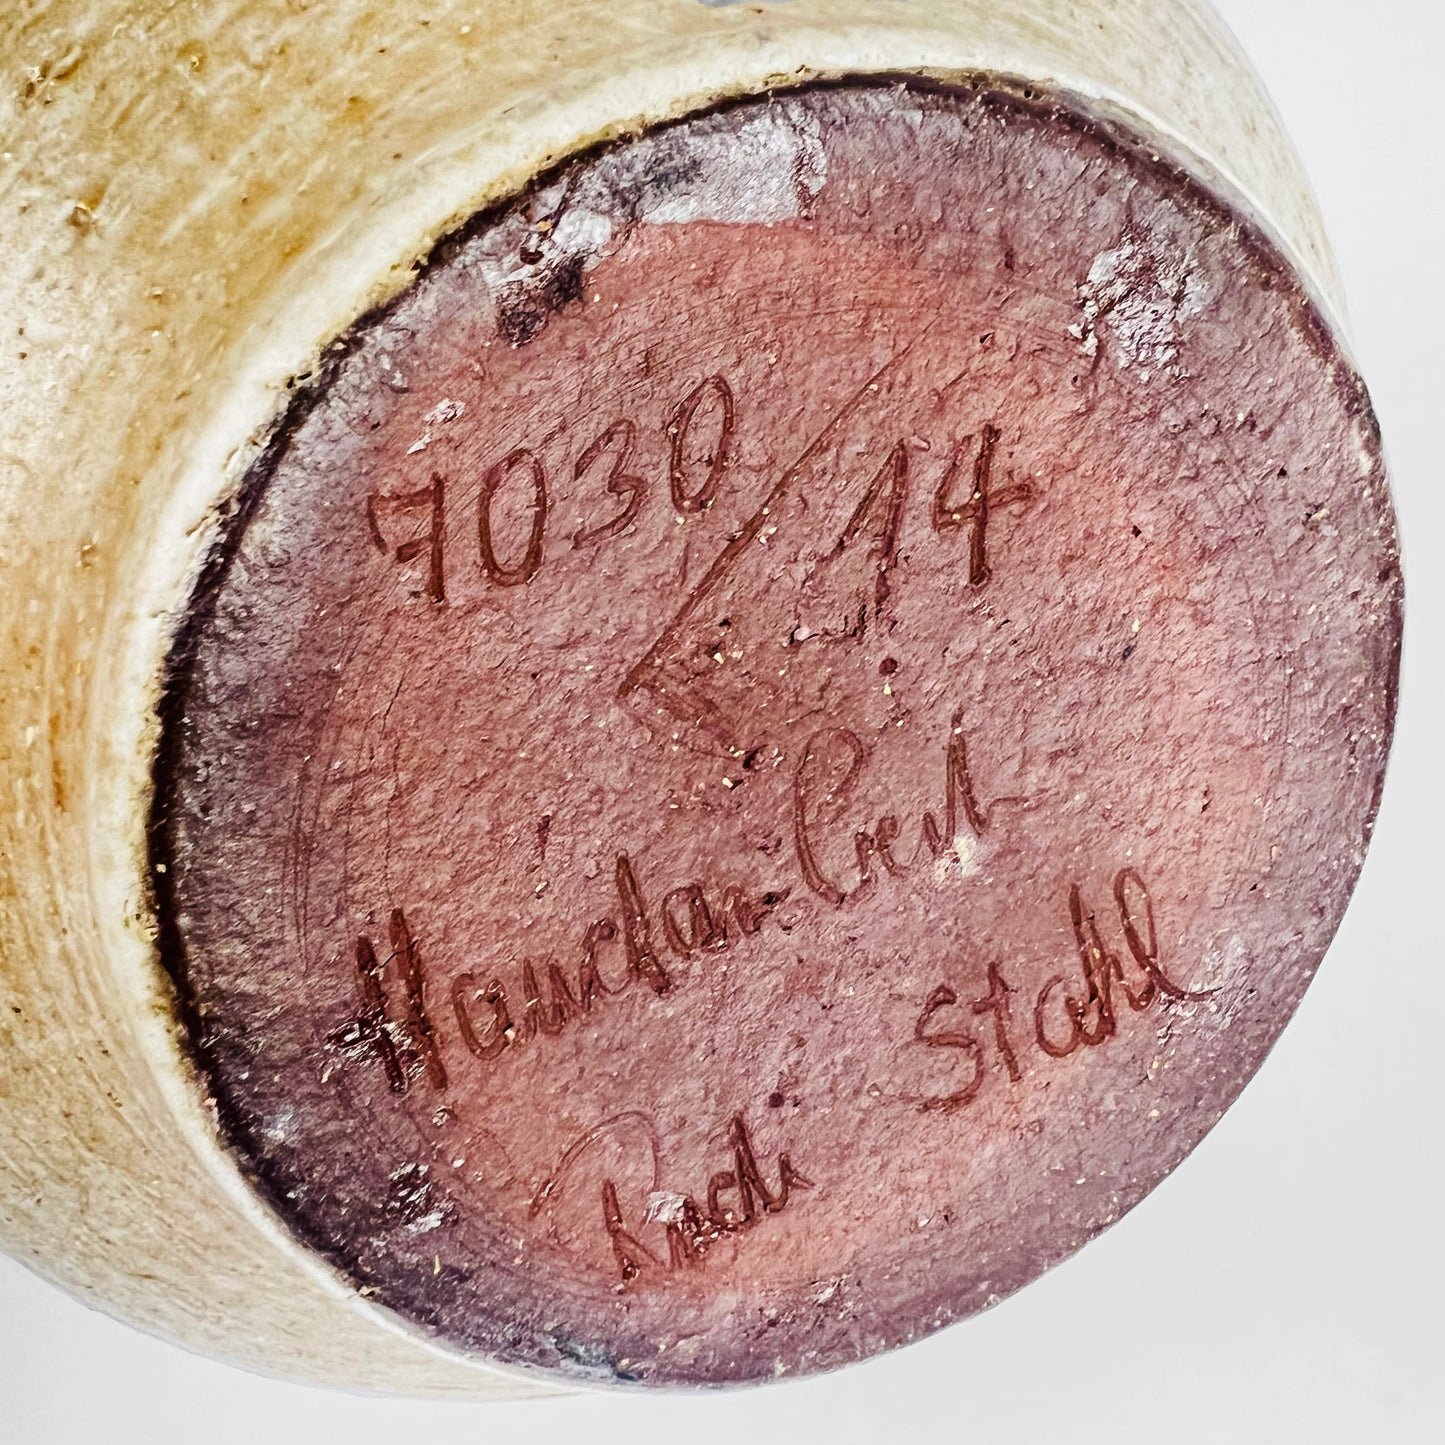 7030/14
Handarbeit
Rudi Stahl